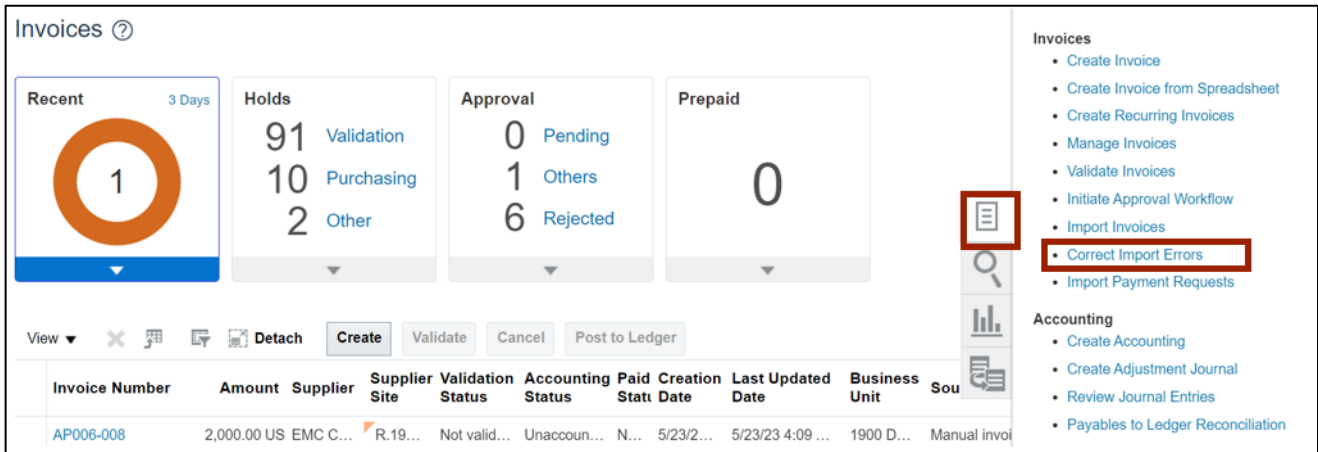 Invoices ?
Recent 3 Days
1
Holds
91 Validation
10 Purchasing
2 Other
Approval
0 Pending
1 Others
6 Rejected
Prepaid
0
View Detach Create Validate Cancel Post to Ledger
Invoice Number Amount Supplier Supplier Site Validation Status Accounting Status Paid Statu Creation Date Last Updated Date Business Unit Sou
AP006-008 2,000.00 US EMC C... R.19... Not valid... Unaccoun... N... 5/23/2... 5/23/23 4:09 ... 1900 D... Manual invoi
Invoices
• Create Invoice
• Create Invoice from Spreadsheet
• Create Recurring Invoices
• Manage Invoices
• Validate Invoices
• Initiate Approval Workflow
• Import Invoices
• Correct Import Errors
• Import Payment Requests
Accounting
• Create Accounting
• Create Adjustment Journal
• Review Journal Entries
• Payables to Ledger Reconciliation